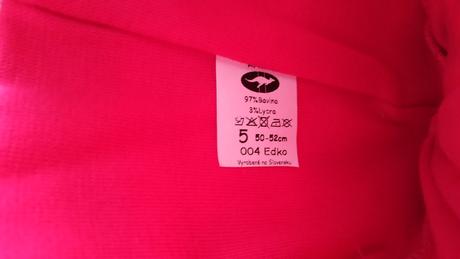 97%Bavlna
3%Lycra
5 50-52cm
004 Edko
Vyrobené na Slovensku